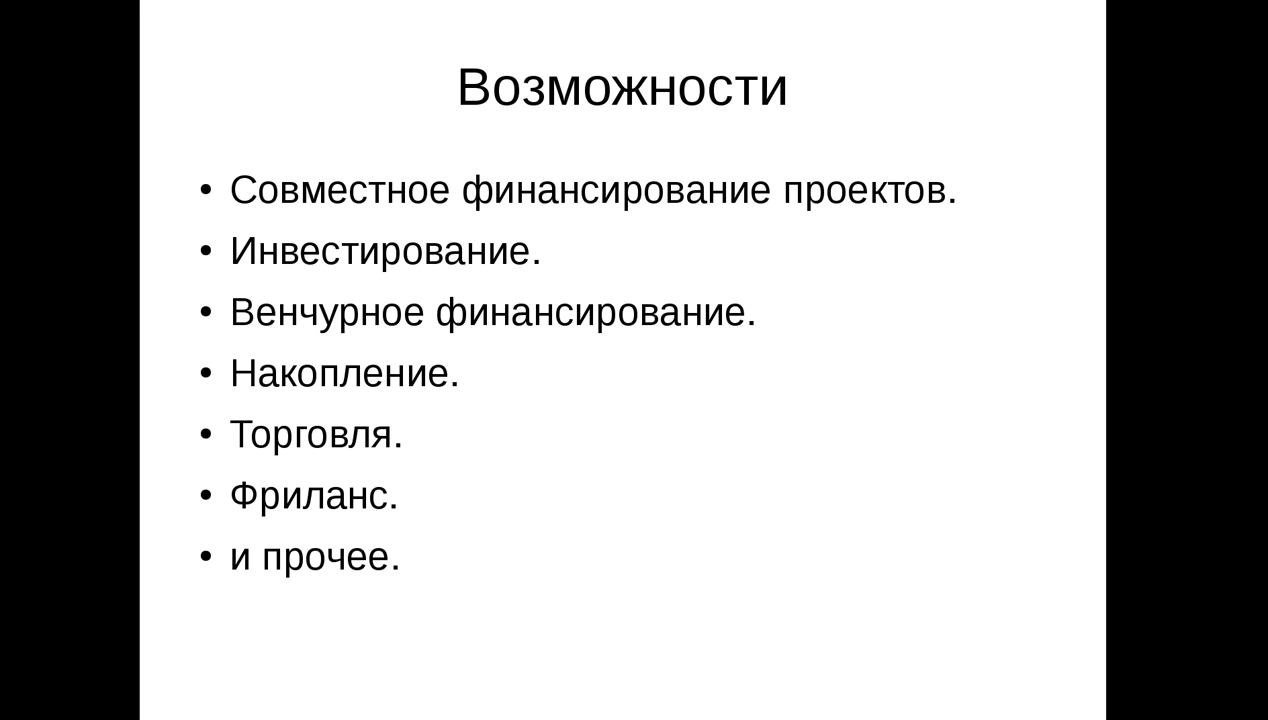 Возможности
• Совместное финансирование проектов.
• Инвестирование.
• Венчурное финансирование.
• Накопление.
• Торговля.
• Фриланс.
• и прочее.